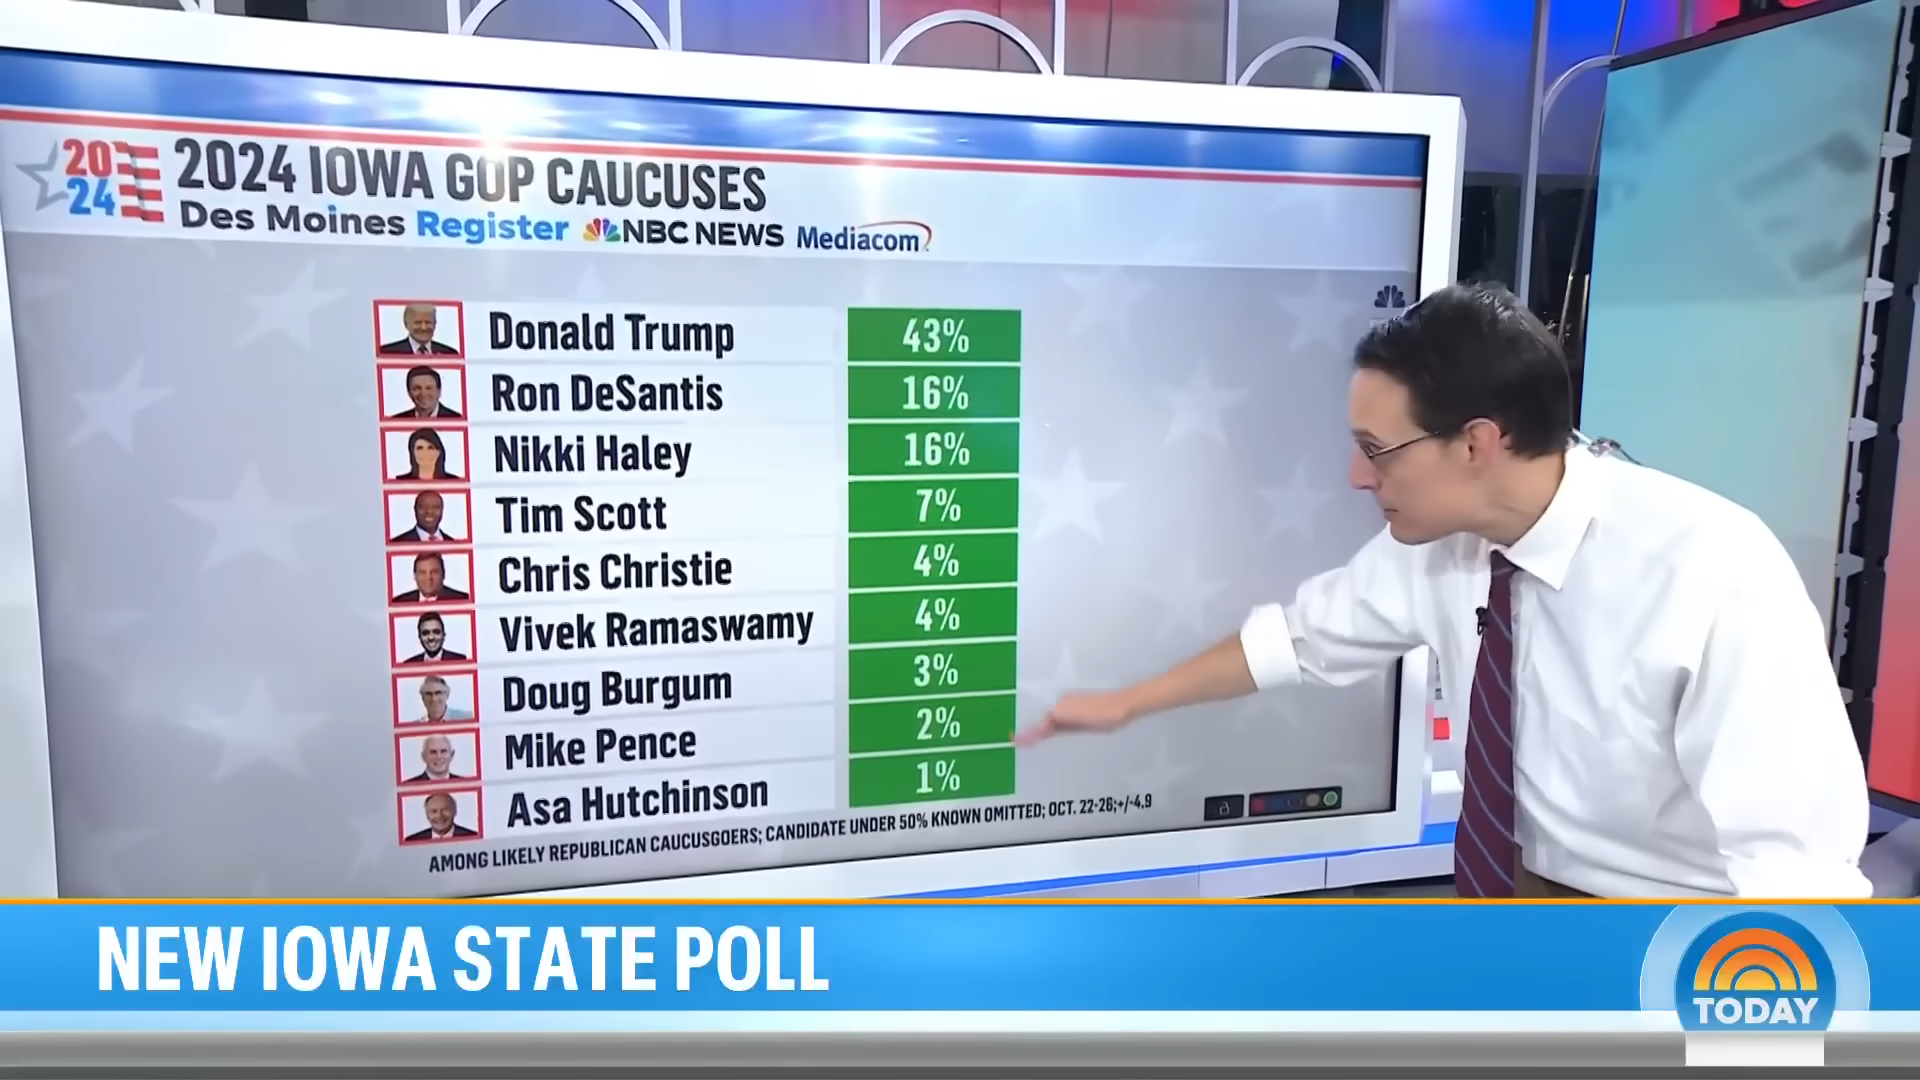 2024
2024 IOWA GOP CAUCUSES
Des Moines Register NBC NEWS Mediacom
Donald Trump 43%
Ron DeSantis 16%
Nikki Haley 16%
Tim Scott 7%
Chris Christie 4%
Vivek Ramaswamy 4%
Doug Burgum 3%
Mike Pence 2%
Asa Hutchinson 1%
AMONG LIKELY REPUBLICAN CAUCUSGOERS; CANDIDATE UNDER 50% KNOWN OMITTED; OCT. 22-26;+/-4.9
NEW IOWA STATE POLL
TODAY